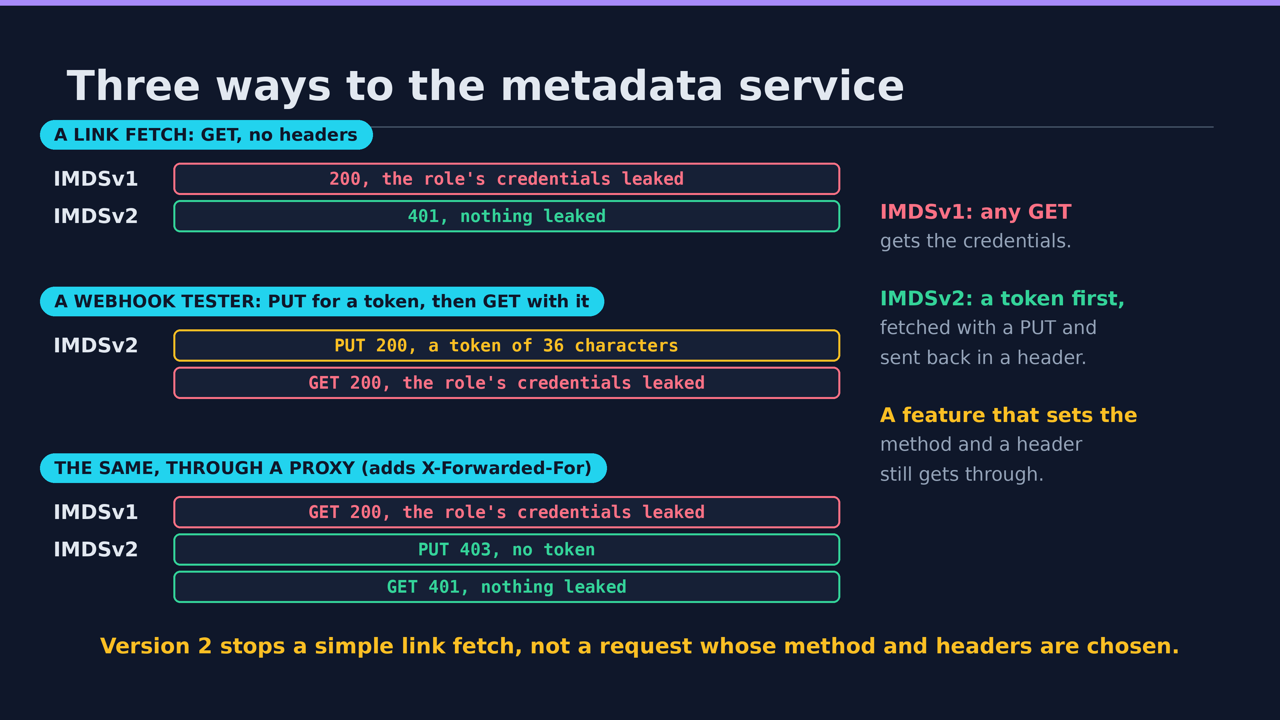 Three ways to the metadata service
A LINK FETCH: GET, no headers
IMDSv1
200, the role's credentials leaked
IMDSv2
401, nothing leaked
A WEBHOOK TESTER: PUT for a token, then GET with it
IMDSv2
PUT 200, a token of 36 characters
GET 200, the role's credentials leaked
THE SAME, THROUGH A PROXY (adds X-Forwarded-For)
IMDSv1
GET 200, the role's credentials leaked
IMDSv2
PUT 403, no token
GET 401, nothing leaked
IMDSv1: any GET
gets the credentials.
IMDSv2: a token first,
fetched with a PUT and
sent back in a header.
A feature that sets the
method and a header
still gets through.
Version 2 stops a simple link fetch, not a request whose method and headers are chosen.